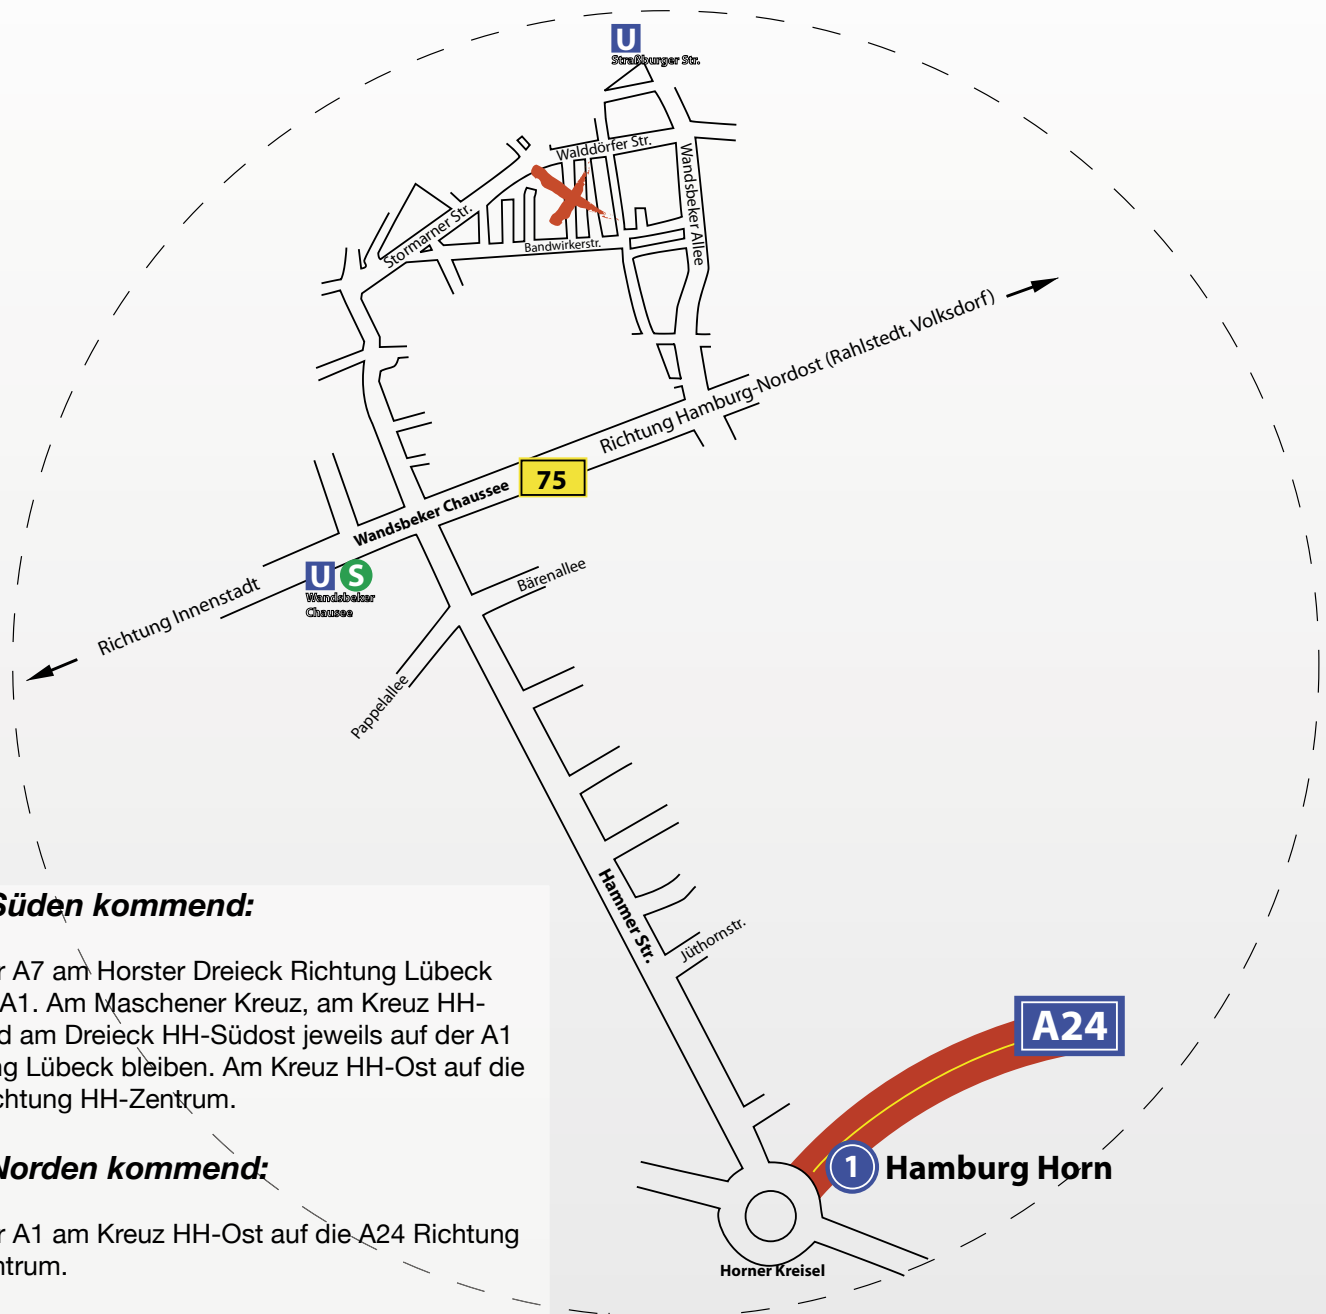 U
Straßburger Str.
Walddörfer Str.
Wandsbeker Allee
Stormarner Str.
Bandwirkerstr.
Richtung Hamburg-Nordost (Rahlstedt, Volksdorf)
75
Wandsbeker Chaussee
U S
Wandsbeker
Chausee
Richtung Innenstadt
Bärenallee
Pappelallee
Hammer Str.
Jüthornstr.
Süden kommend:
A7 am Horster Dreieck Richtung Lübeck
A1. Am Maschener Kreuz, am Kreuz HH-
am Dreieck HH-Südost jeweils auf der A1
Lübeck bleiben. Am Kreuz HH-Ost auf die
HH-Zentrum.
Norden kommend:
A1 am Kreuz HH-Ost auf die A24 Richtung
A24
1 Hamburg Horn
Horner Kreisel